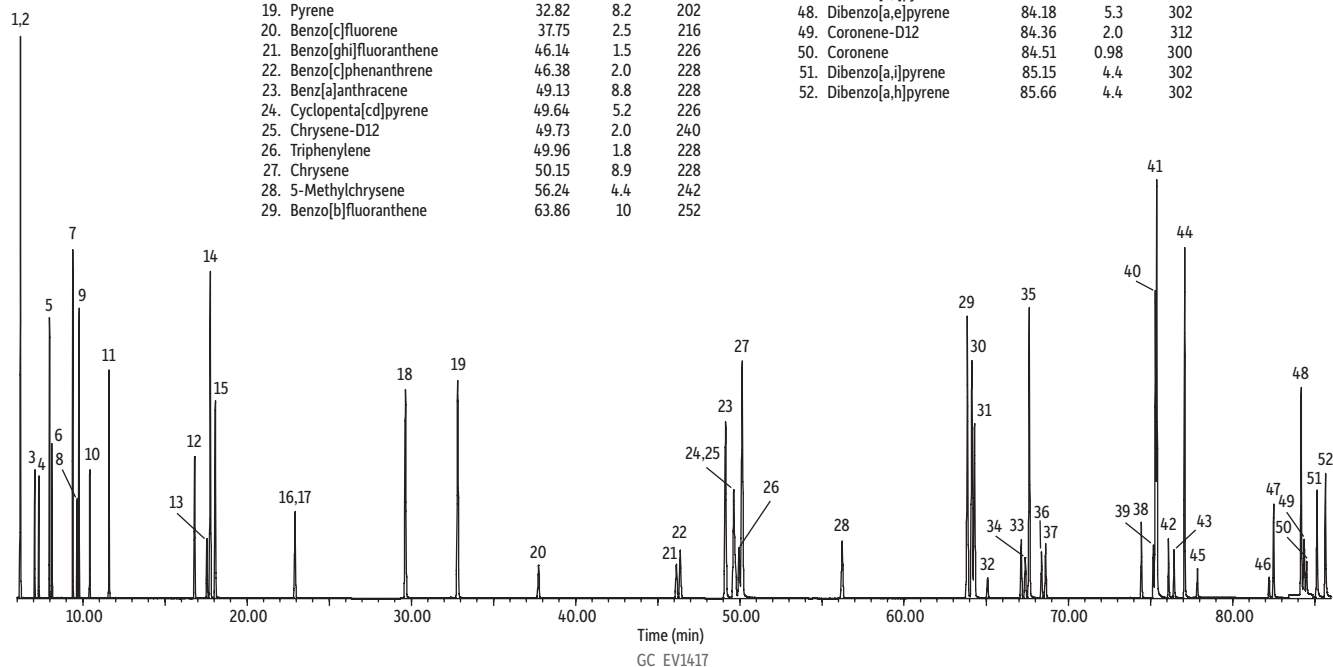 19. Pyrene 32.82 8.2 202
20. Benzo[c]fluorene 37.75 2.5 216
21. Benzo[ghi]fluoranthene 46.14 1.5 226
22. Benzo[c]phenanthrene 46.38 2.0 228
23. Benz[a]anthracene 49.13 8.8 228
24. Cyclopenta[cd]pyrene 49.64 5.2 226
25. Chrysene-D12 49.73 2.0 240
26. Triphenylene 49.96 1.8 228
27. Chrysene 50.15 8.9 228
28. 5-Methylchrysene 56.24 4.4 242
29. Benzo[b]fluoranthene 63.86 10 252
48. Dibenzo[a,e]pyrene 84.18 5.3 302
49. Coronene-D12 84.36 2.0 312
50. Coronene 84.51 0.98 300
51. Dibenzo[a,i]pyrene 85.15 4.4 302
52. Dibenzo[a,h]pyrene 85.66 4.4 302
1,2
3
4
5
6
8
7
9
10
11
12
13
14
15
16,17
18
19
20
21
22
23
24,25
26
27
28
29
30
31
32
33
34
35
36
37
38
39
40
41
42
43
44
45
46
47
48
49
50
51
52
10.00 20.00 30.00 40.00 50.00 60.00 70.00 80.00
Time (min)
GC_EV1417